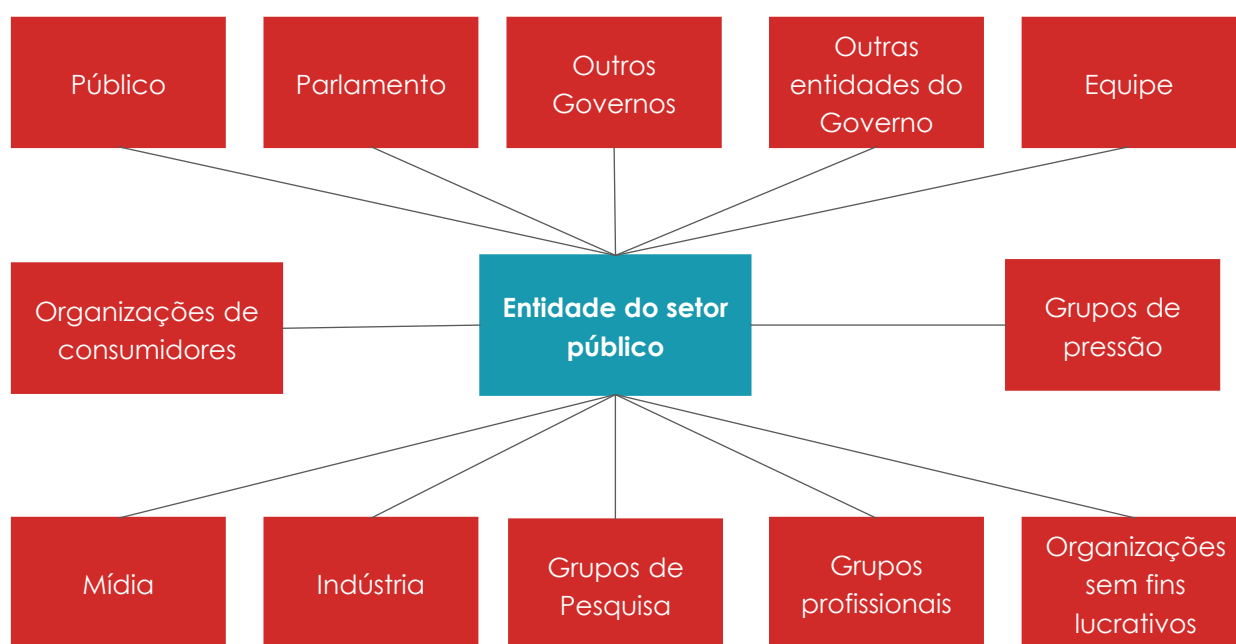 Público
Parlamento
Outros
Governos
Outras
entidades do
Governo
Equipe
Organizações de
consumidores
Entidade do setor
público
Grupos de
pressão
Mídia
Indústria
Grupos de
Pesquisa
Grupos
profissionais
Organizações
sem fins
lucrativos